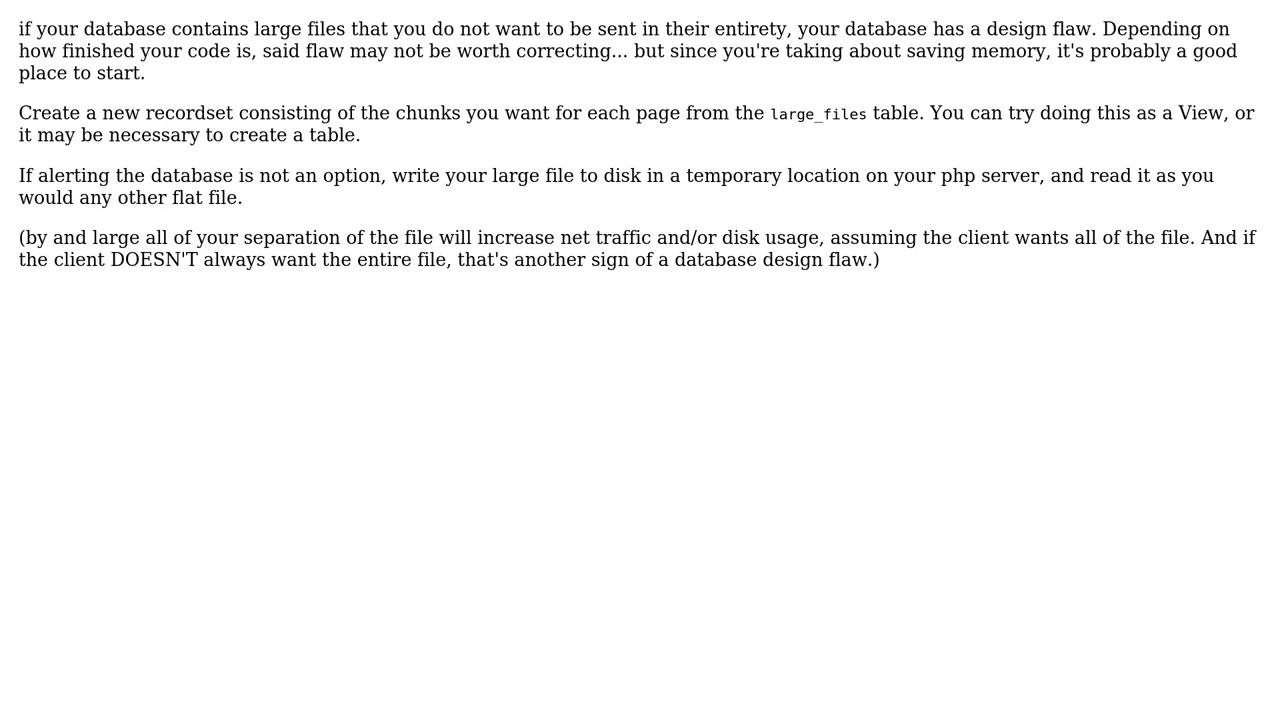 if your database contains large files that you do not want to be sent in their entirety, your database has a design flaw. Depending on
how finished your code is, said flaw may not be worth correcting... but since you're taking about saving memory, it's probably a good
place to start.
Create a new recordset consisting of the chunks you want for each page from the large_files table. You can try doing this as a View, or
it may be necessary to create a table.
If alerting the database is not an option, write your large file to disk in a temporary location on your php server, and read it as you
would any other flat file.
(by and large all of your separation of the file will increase net traffic and/or disk usage, assuming the client wants all of the file. And if
the client DOESN'T always want the entire file, that's another sign of a database design flaw.)